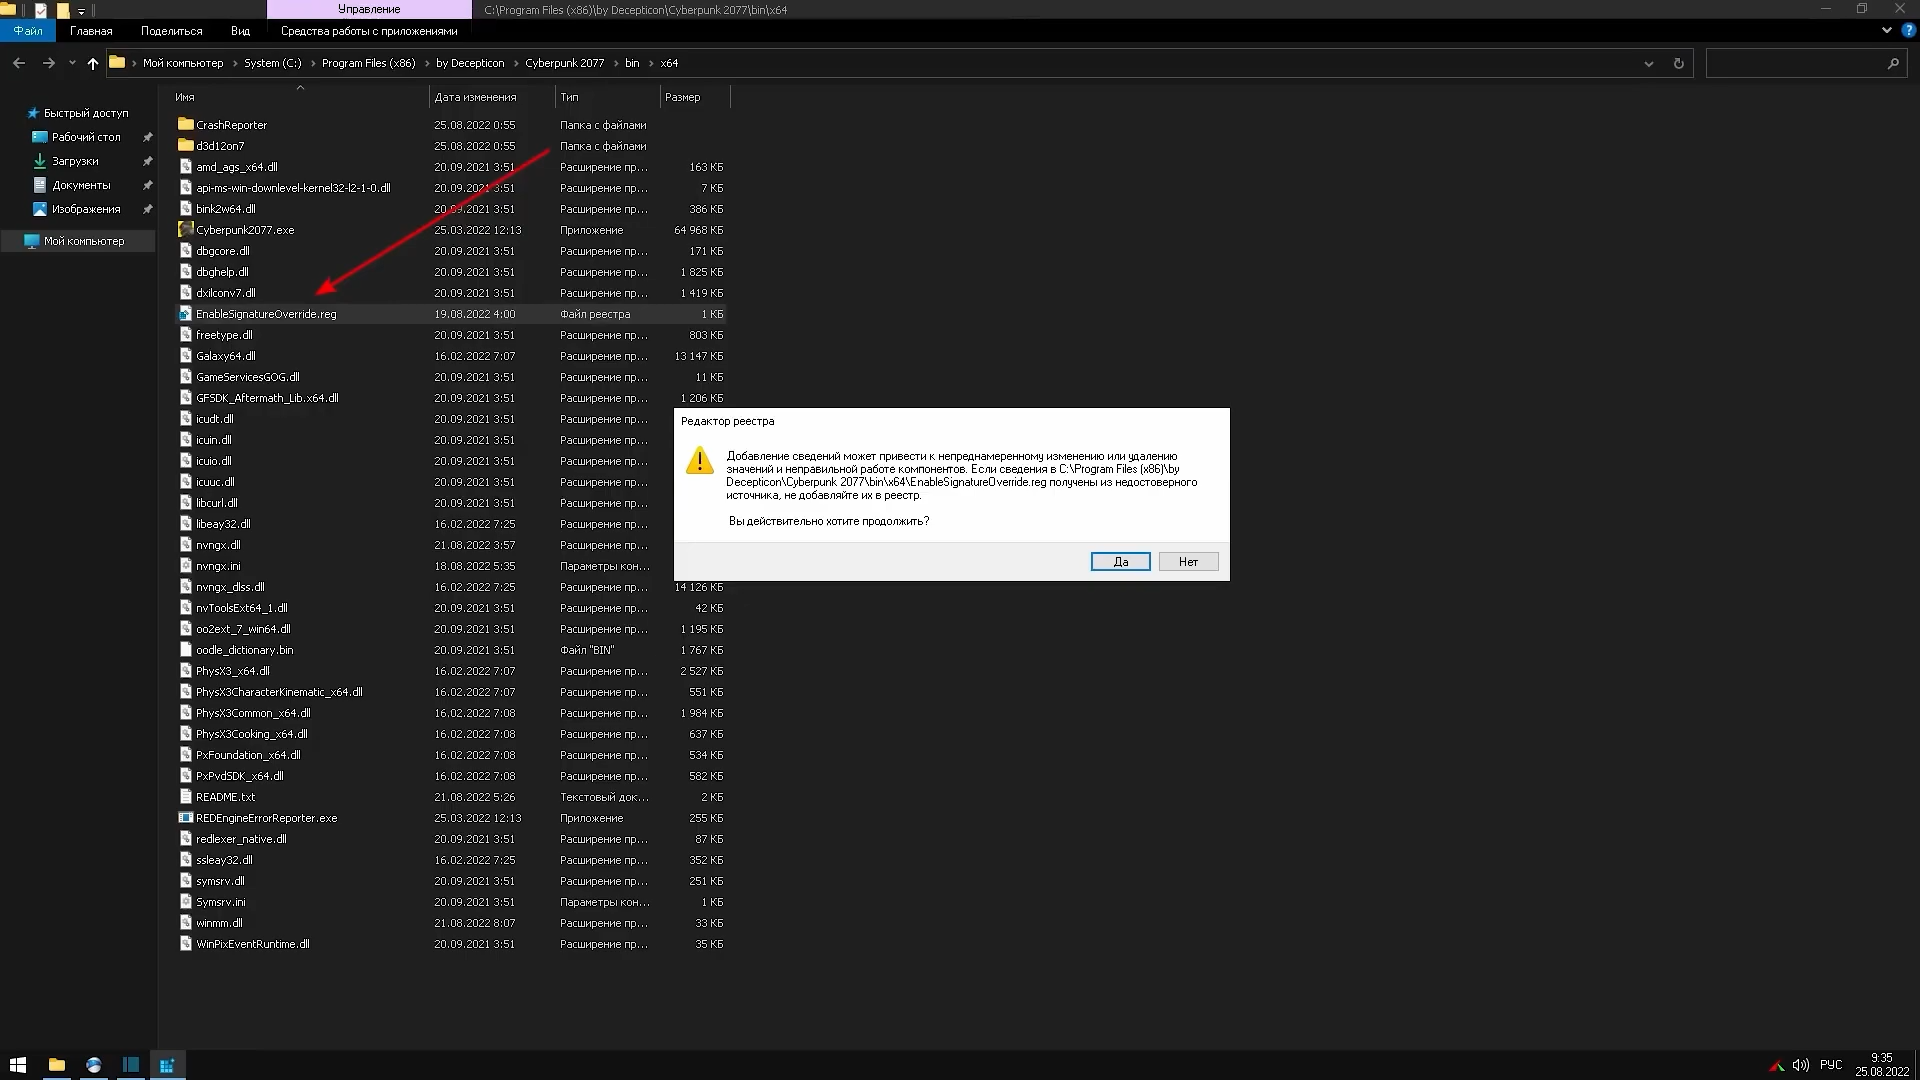 Управление C:\Program Files (x86)\by Decepticon\Cyberpunk 2077\bin\x64
Файл Главная Поделиться Вид Средства работы с приложениями
Мой компьютер System (C:) Program Files (x86) by Decepticon Cyberpunk 2077 bin x64
Имя Дата изменения Тип Размер
Быстрый доступ
Рабочий стол
Загрузки
Документы
Изображения
Мой компьютер
CrashReporter 25.08.2022 0:55 Папка с файлами
d3d12on7 25.08.2022 0:55 Папка с файлами
amd_ags_x64.dll 20.09.2021 3:51 Расширение пр... 163 КБ
api-ms-win-downlevel-kernel32-l2-1-0.dll 20.09.2021 3:51 Расширение пр... 7 КБ
bink2w64.dll 20.09.2021 3:51 Расширение пр... 386 КБ
Cyberpunk2077.exe 25.03.2022 12:13 Приложение 64 968 КБ
dbgcore.dll 20.09.2021 3:51 Расширение пр... 171 КБ
dbghelp.dll 20.09.2021 3:51 Расширение пр... 1 825 КБ
dxilconv7.dll 20.09.2021 3:51 Расширение пр... 1 419 КБ
EnableSignatureOverride.reg 19.08.2022 4:00 Файл реестра 1 КБ
freetype.dll 20.09.2021 3:51 Расширение пр... 803 КБ
Galaxy64.dll 16.02.2022 7:07 Расширение пр... 13 147 КБ
GameServicesGOG.dll 20.09.2021 3:51 Расширение пр... 11 КБ
GFSDK_Aftermath_Lib.x64.dll 20.09.2021 3:51 Расширение пр... 1 206 КБ
icudt.dll 20.09.2021 3:51 Расширение пр...
icuin.dll 20.09.2021 3:51 Расширение пр...
icuio.dll 20.09.2021 3:51 Расширение пр...
icuuc.dll 20.09.2021 3:51 Расширение пр...
libcurl.dll 20.09.2021 3:51 Расширение пр...
libeay32.dll 16.02.2022 7:25 Расширение пр...
nvngx.dll 21.08.2022 3:57 Расширение пр...
nvngx.ini 18.08.2022 5:35 Параметры кон...
nvngx_dlss.dll 16.02.2022 7:25 Расширение пр... 14 126 КБ
nvToolsExt64_1.dll 20.09.2021 3:51 Расширение пр... 42 КБ
oo2ext_7_win64.dll 20.09.2021 3:51 Расширение пр... 1 195 КБ
oodle_dictionary.bin 20.09.2021 3:51 Файл "BIN" 1 767 КБ
PhysX3_x64.dll 16.02.2022 7:07 Расширение пр... 2 527 КБ
PhysX3CharacterKinematic_x64.dll 16.02.2022 7:07 Расширение пр... 551 КБ
PhysX3Common_x64.dll 16.02.2022 7:08 Расширение пр... 1 984 КБ
PhysX3Cooking_x64.dll 16.02.2022 7:08 Расширение пр... 637 КБ
PxFoundation_x64.dll 16.02.2022 7:08 Расширение пр... 534 КБ
PxPvdSDK_x64.dll 16.02.2022 7:08 Расширение пр... 582 КБ
README.txt 21.08.2022 5:26 Текстовый док... 2 КБ
REDEngineErrorReporter.exe 25.03.2022 12:13 Приложение 255 КБ
redlexer_native.dll 20.09.2021 3:51 Расширение пр... 87 КБ
ssleay32.dll 16.02.2022 7:25 Расширение пр... 352 КБ
symsrv.dll 20.09.2021 3:51 Расширение пр... 251 КБ
Symsrv.ini 20.09.2021 3:51 Параметры кон... 1 КБ
winmm.dll 21.08.2022 8:07 Расширение пр... 33 КБ
WinPixEventRuntime.dll 20.09.2021 3:51 Расширение пр... 35 КБ
Редактор реестра
Добавление сведений может привести к непреднамеренному изменению или удалению
значений и неправильной работе компонентов. Если сведения в C:\Program Files (x86)\by
Decepticon\Cyberpunk 2077\bin\x64\EnableSignatureOverride.reg получены из недостоверного
источника, не добавляйте их в реестр.
Вы действительно хотите продолжить?
Да Нет
РУС 9:35
25.08.2022